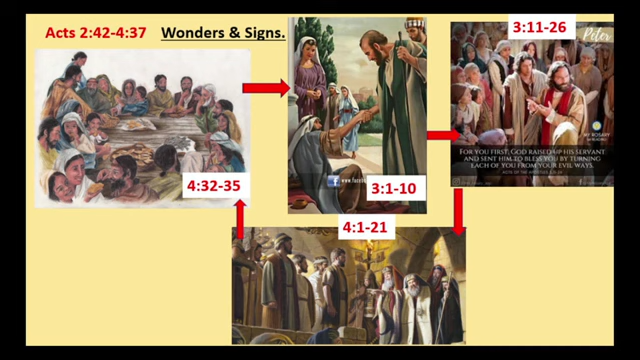 Acts 2:42-4:37 Wonders & Signs.
3:11-26
Peter
4:32-35
3:1-10
MY ROSARY
FOR YOU FIRST, GOD RAISED UP HIS SERVANT
AND SENT HIM TO BLESS YOU BY TURNING
EACH OF YOU FROM YOUR EVIL WAYS.
4:1-21